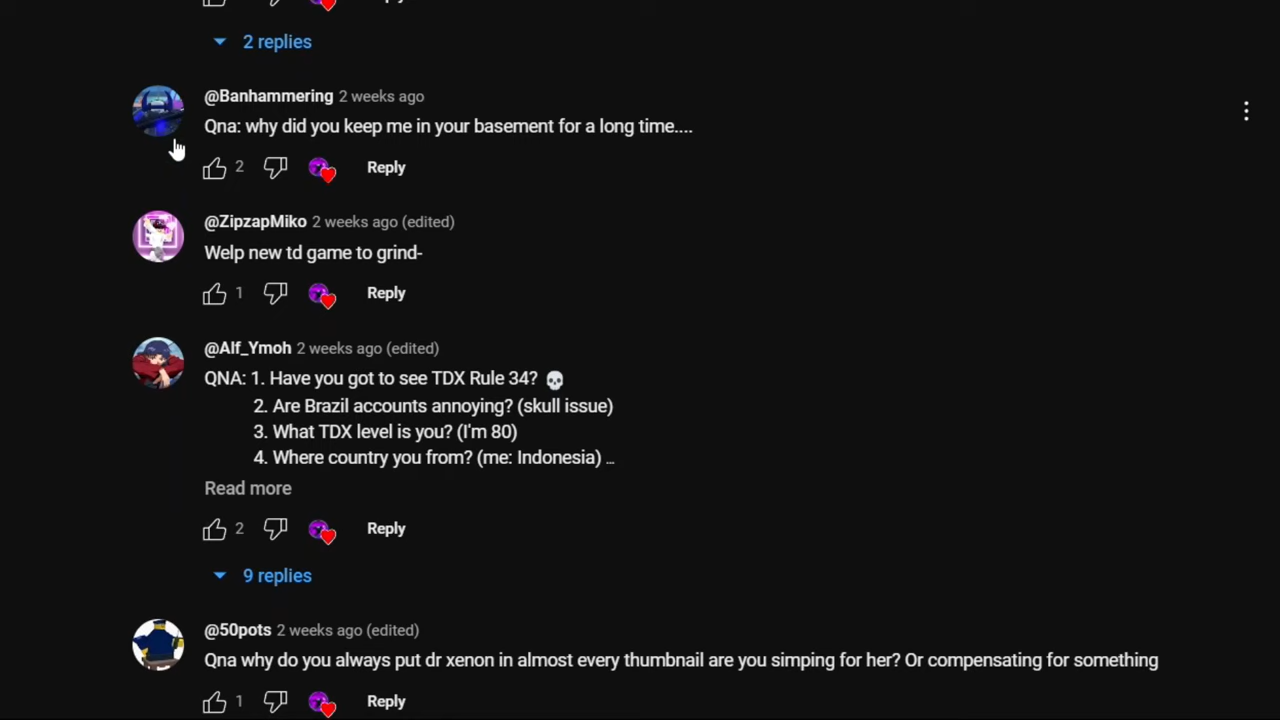 2 replies
@Banhammering 2 weeks ago
Qna: why did you keep me in your basement for a long time....
2 Reply
@ZipzapMiko 2 weeks ago (edited)
Welp new td game to grind-
1 Reply
@Alf_Ymoh 2 weeks ago (edited)
QNA: 1. Have you got to see TDX Rule 34? 💀
2. Are Brazil accounts annoying? (skull issue)
3. What TDX level is you? (I'm 80)
4. Where country you from? (me: Indonesia) ...
Read more
2 Reply
9 replies
@50pots 2 weeks ago (edited)
Qna why do you always put dr xenon in almost every thumbnail are you simping for her? Or compensating for something
1 Reply